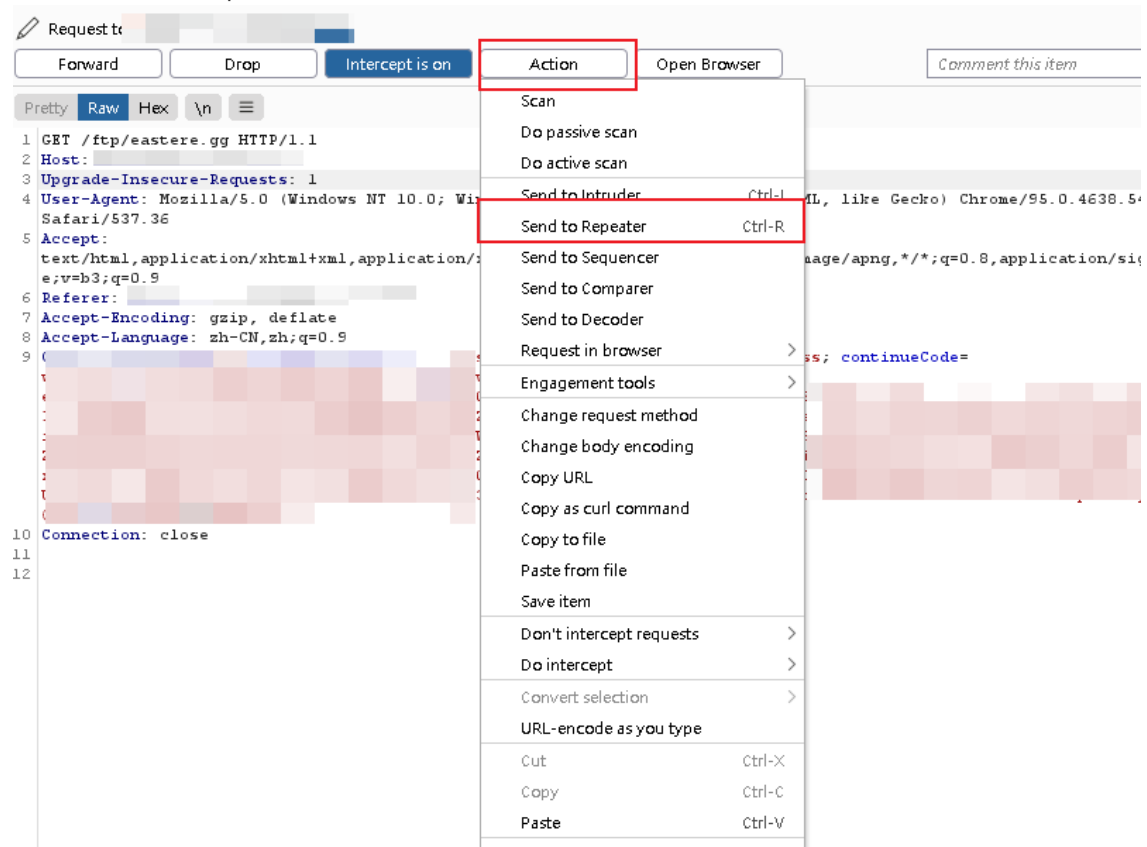 Request to
Forward Drop Intercept is on Action Open Browser Comment this item
Pretty Raw Hex \n
1 GET /ftp/eastere.gg HTTP/1.1
2 Host:
3 Upgrade-Insecure-Requests: 1
4 User-Agent: Mozilla/5.0 (Windows NT 10.0; like Gecko) Chrome/95.0.4638.54
Safari/537.36
5 Accept:
text/html,application/xhtml+xml,application/ */*;q=0.8,
e;v=b3;q=0.9
6 Referer:
7 Accept-Encoding: gzip, deflate
8 Accept-Language: zh-CN,zh;q=0.9
9 continueCode=
10 Connection: close
11
12
Scan
Do passive scan
Do active scan
Send to Intruder Ctrl-I
Send to Repeater Ctrl-R
Send to Sequencer
Send to Comparer
Send to Decoder
Request in browser
Engagement tools
Change request method
Change body encoding
Copy URL
Copy as curl command
Copy to file
Paste from file
Save item
Don't intercept requests
Do intercept
Convert selection
URL-encode as you type
Cut Ctrl-X
Copy Ctrl-C
Paste Ctrl-V